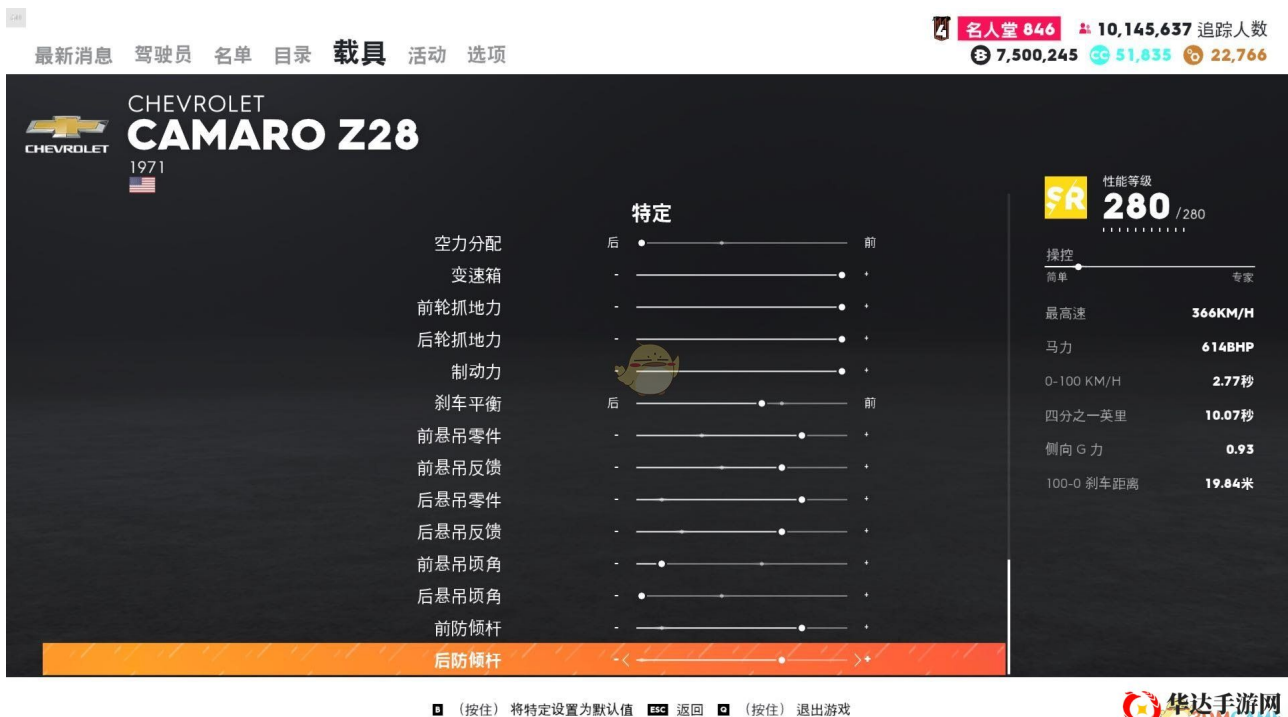 名人堂 846 10,145,637 追踪人数
最新消息 驾驶员 名单 目录 载具 活动 选项
7,500,245 CC 51,835 22,766
CHEVROLET
CAMARO Z28
CHEVROLET
1971
性能等级
SR 280 /280
特定
空力分配 后 前
变速箱 - +
前轮抓地力 - +
后轮抓地力 - +
制动力 - +
刹车平衡 后 前
前悬吊零件 - +
前悬吊反馈 - +
后悬吊零件 - +
后悬吊反馈 - +
前悬吊顷角 - +
后悬吊顷角 - +
前防倾杆 - +
后防倾杆 - +
操控
简单 专家
最高速 366KM/H
马力 614BHP
0-100 KM/H 2.77秒
四分之一英里 10.07秒
侧向 G 力 0.93
100-0 刹车距离 19.84米
B （按住） 将特定设置为默认值 ESC 返回 Q （按住） 退出游戏
华达手游网